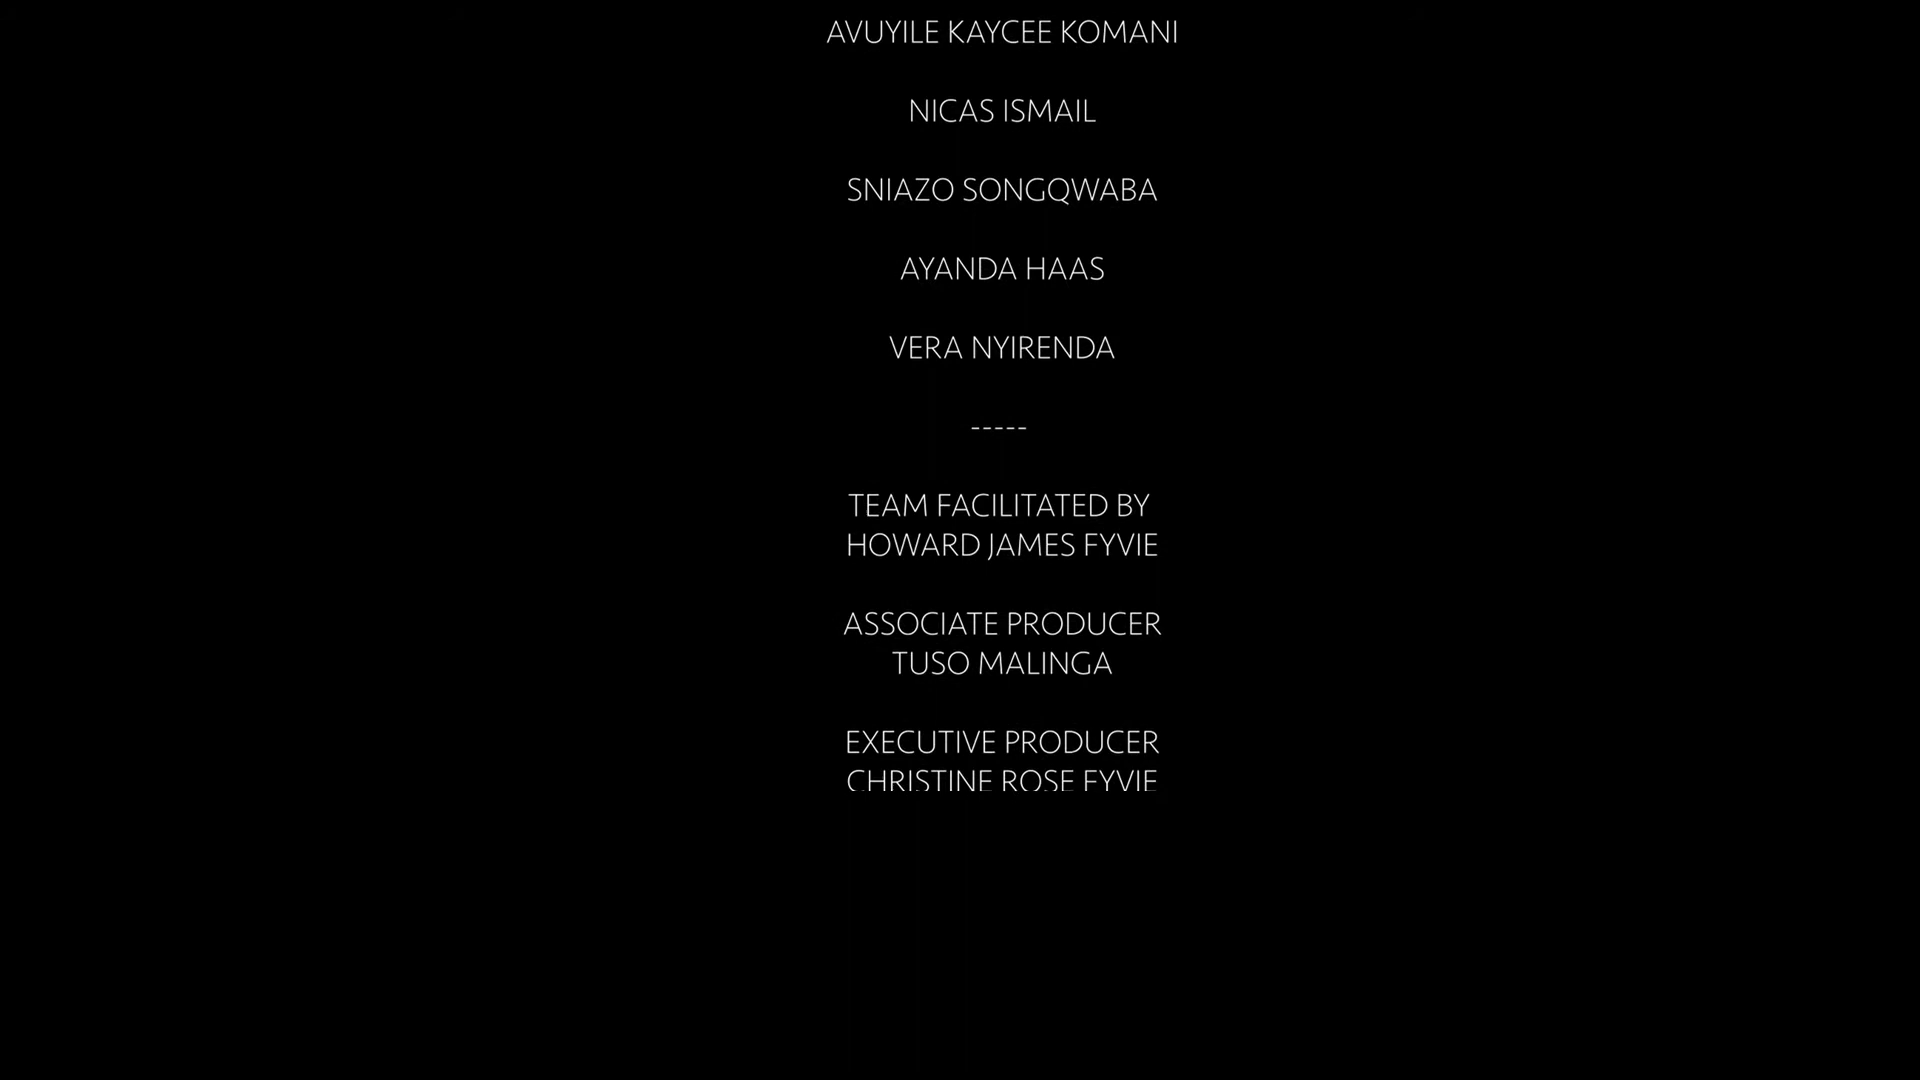 AVUYILE KAYCEE KOMANI
NICAS ISMAIL
SNIAZO SONGQWABA
AYANDA HAAS
VERA NYIRENDA
-----
TEAM FACILITATED BY
HOWARD JAMES FYVIE
ASSOCIATE PRODUCER
TUSO MALINGA
EXECUTIVE PRODUCER
CHRISTINE ROSE FYVIE